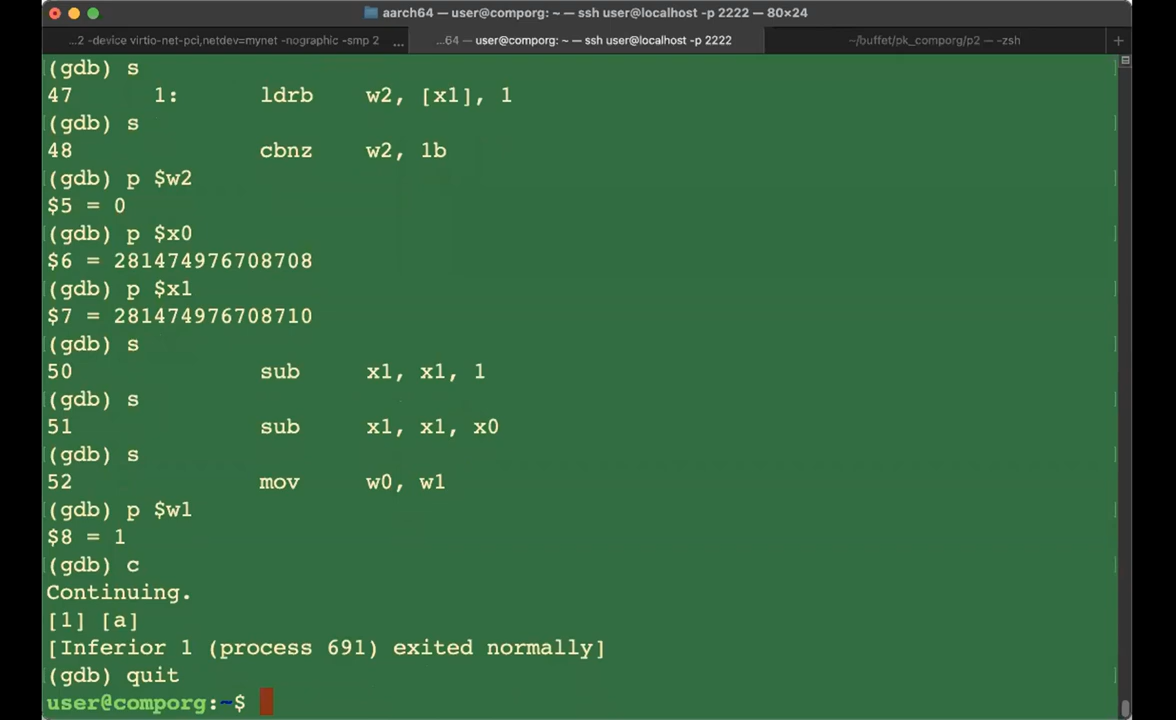 aarch64 — user@comporg: ~ — ssh user@localhost -p 2222 — 80×24
...2 -device virtio-net-pci,netdev=mynet -nographic -smp 2 ... ...64 — user@comporg: ~ — ssh user@localhost -p 2222 ~/buffet/pk_comporg/p2 — -zsh +
(gdb) s
47 1: ldrb w2, [x1], 1
(gdb) s
48 cbnz w2, 1b
(gdb) p $w2
$5 = 0
(gdb) p $x0
$6 = 281474976708708
(gdb) p $x1
$7 = 281474976708710
(gdb) s
50 sub x1, x1, 1
(gdb) s
51 sub x1, x1, x0
(gdb) s
52 mov w0, w1
(gdb) p $w1
$8 = 1
(gdb) c
Continuing.
[1] [a]
[Inferior 1 (process 691) exited normally]
(gdb) quit
user@comporg:~$